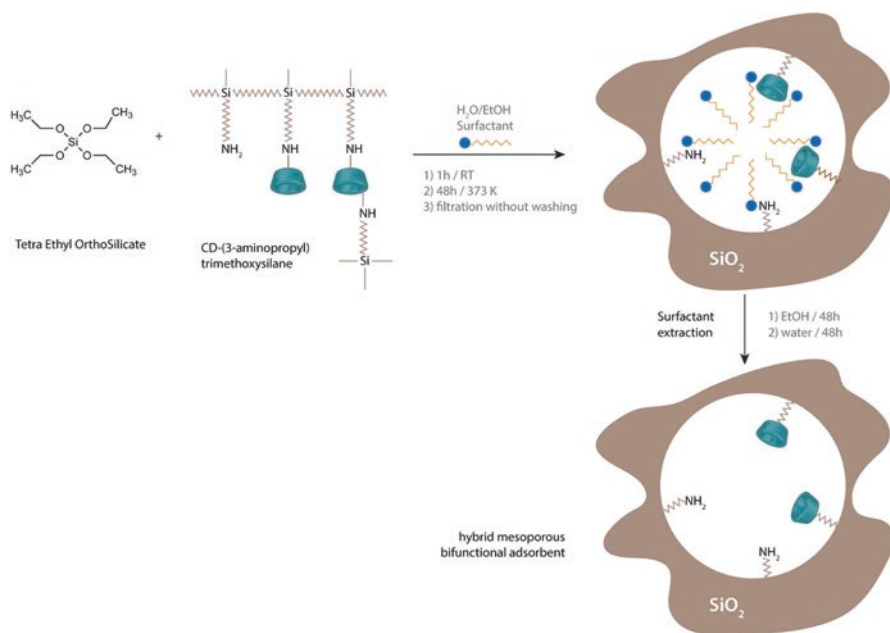 H₃C
O
O
CH₃
Si
H₃C
O
O
CH₃
+
Tetra Ethyl OrthoSilicate
Si
Si
Si
NH₂
NH
NH
NH
Si
CD-(3-aminopropyl)
trimethoxysilane
H₂O/EtOH
Surfactant
1) 1h / RT
2) 48h / 373 K
3) filtration without washing
NH₂
NH₂
SiO₂
Surfactant
extraction
1) EtOH / 48h
2) water / 48h
NH₂
NH₂
SiO₂
hybrid mesoporous
bifunctional adsorbent